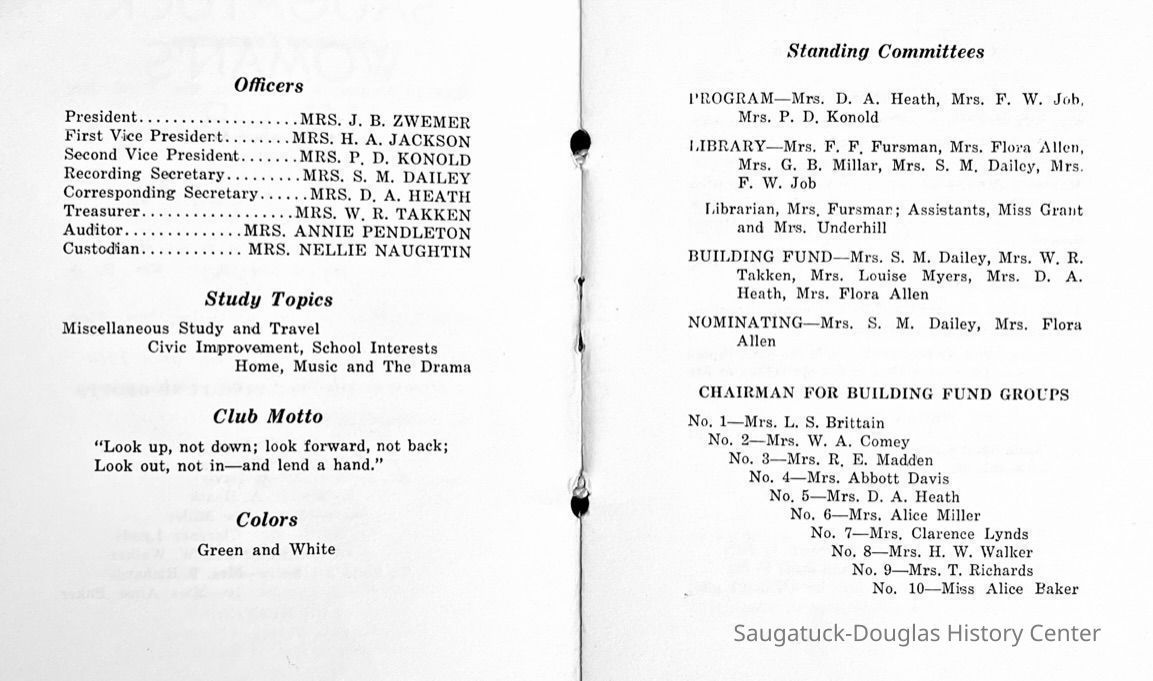 Officers
President..................MRS. J. B. ZWEMER
First Vice President........MRS. H. A. JACKSON
Second Vice President.......MRS. P. D. KONOLD
Recording Secretary.........MRS. S. M. DAILEY
Corresponding Secretary......MRS. D. A. HEATH
Treasurer..................MRS. W. R. TAKKEN
Auditor..............MRS. ANNIE PENDLETON
Custodian............ MRS. NELLIE NAUGHTIN
Study Topics
Miscellaneous Study and Travel
Civic Improvement, School Interests
Home, Music and The Drama
Club Motto
“Look up, not down; look forward, not back;
Look out, not in—and lend a hand.”
Colors
Green and White
Standing Committees
PROGRAM—Mrs. D. A. Heath, Mrs. F. W. Job,
Mrs. P. D. Konold
LIBRARY—Mrs. F. F. Fursman, Mrs. Flora Allen,
Mrs. G. B. Millar, Mrs. S. M. Dailey, Mrs.
F. W. Job
Librarian, Mrs. Fursman; Assistants, Miss Grant
and Mrs. Underhill
BUILDING FUND—Mrs. S. M. Dailey, Mrs. W. R.
Takken, Mrs. Louise Myers, Mrs. D. A.
Heath, Mrs. Flora Allen
NOMINATING—Mrs. S. M. Dailey, Mrs. Flora
Allen
CHAIRMAN FOR BUILDING FUND GROUPS
No. 1—Mrs. L. S. Brittain
No. 2—Mrs. W. A. Comey
No. 3—Mrs. R. E. Madden
No. 4—Mrs. Abbott Davis
No. 5—Mrs. D. A. Heath
No. 6—Mrs. Alice Miller
No. 7—Mrs. Clarence Lynds
No. 8—Mrs. H. W. Walker
No. 9—Mrs. T. Richards
No. 10—Miss Alice Baker
Saugatuck-Douglas History Center